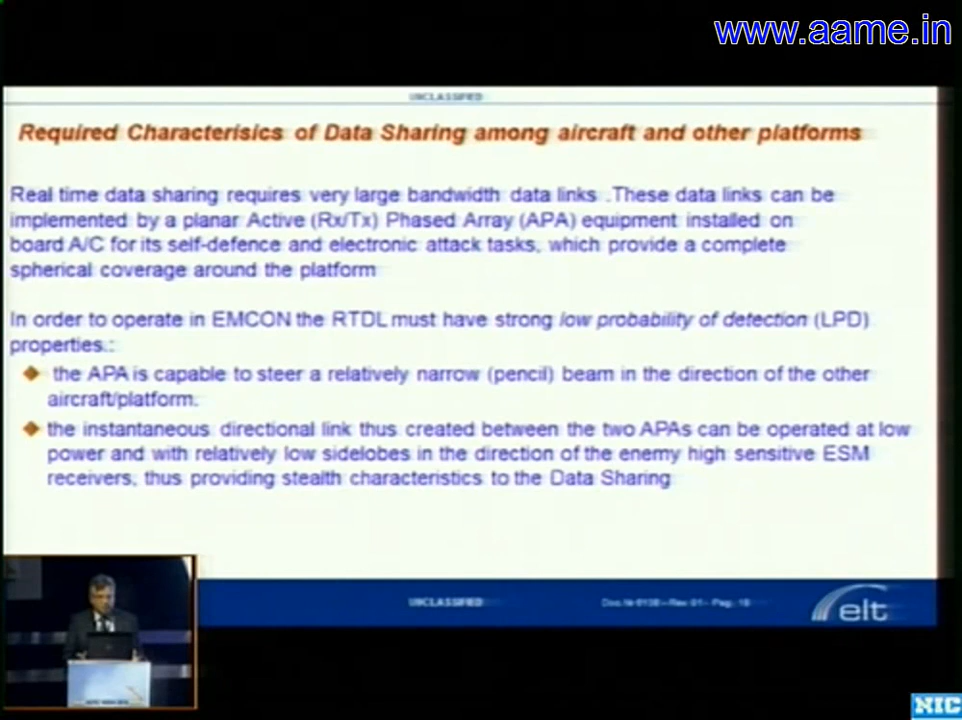 www.aame.in
UNCLASSIFIED
Required Characterisics of Data Sharing among aircraft and other platforms
Real time data sharing requires very large bandwidth data links .These data links can be
implemented by a planar Active (Rx/Tx) Phased Array (APA) equipment installed on
board A/C for its self-defence and electronic attack tasks, which provide a complete
spherical coverage around the platform
In order to operate in EMCON the RTDL must have strong low probability of detection (LPD)
properties.:
the APA is capable to steer a relatively narrow (pencil) beam in the direction of the other
aircraft/platform.
the instantaneous directional link thus created between the two APAs can be operated at low
power and with relatively low sidelobes in the direction of the enemy high sensitive ESM
receivers, thus providing stealth characteristics to the Data Sharing
UNCLASSIFIED
elt
NIC